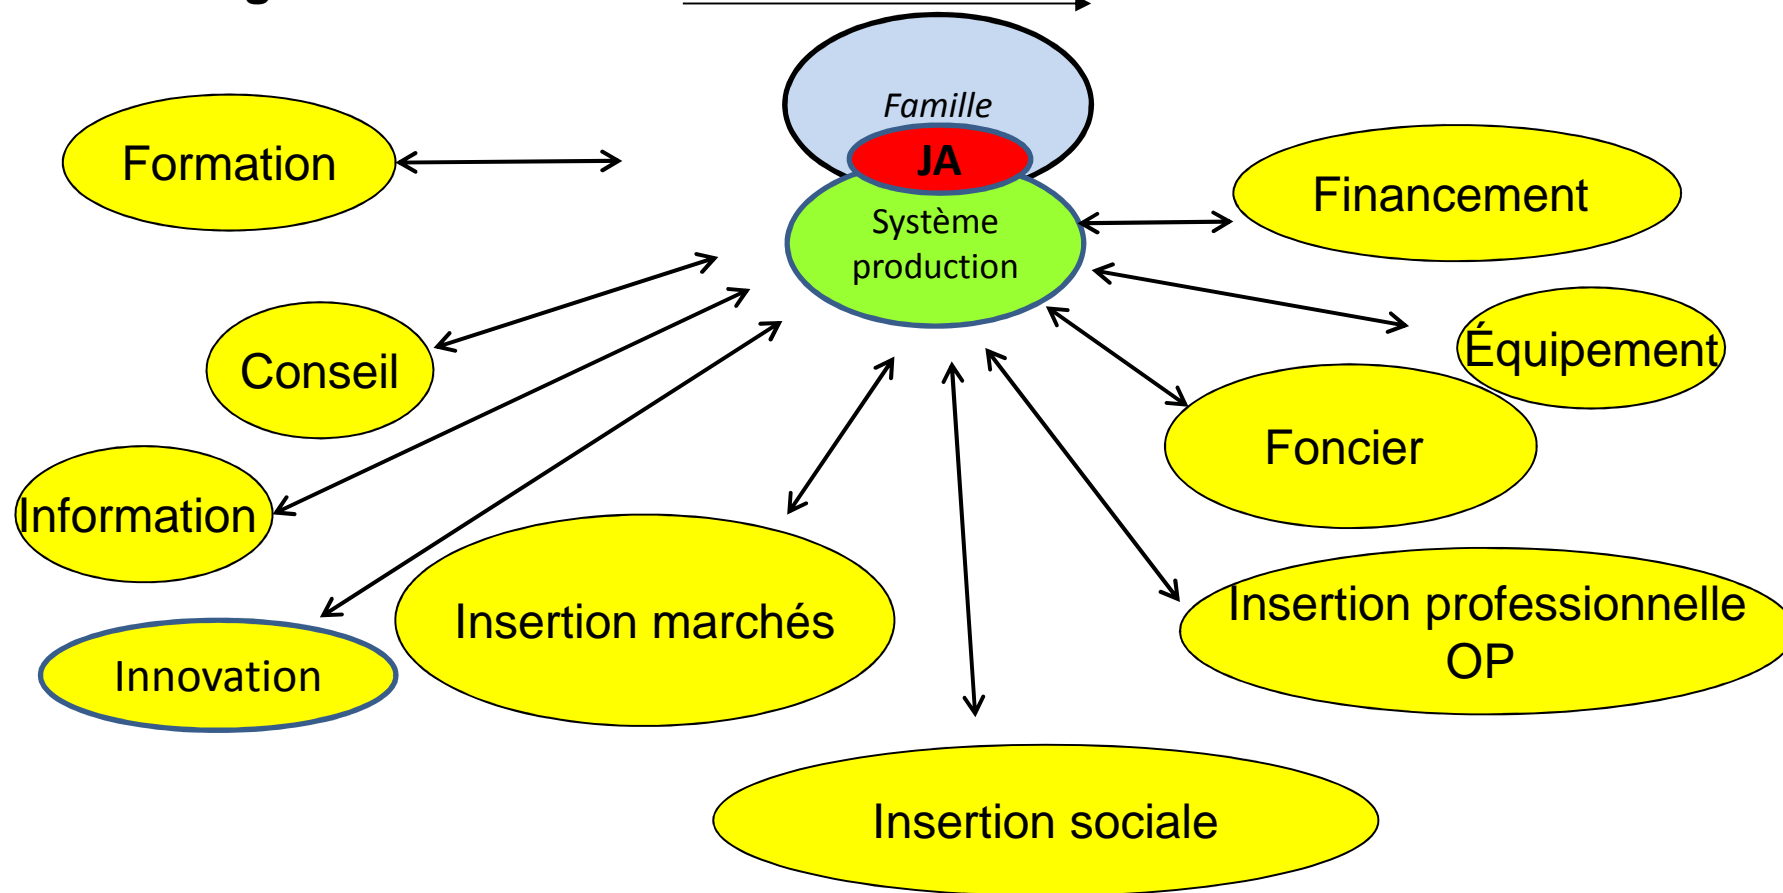 Famille
JA
Formation
Financement
Système
production
Équipement
Conseil
Foncier
Information
Insertion marchés
Insertion professionnelle
OP
Innovation
Insertion sociale